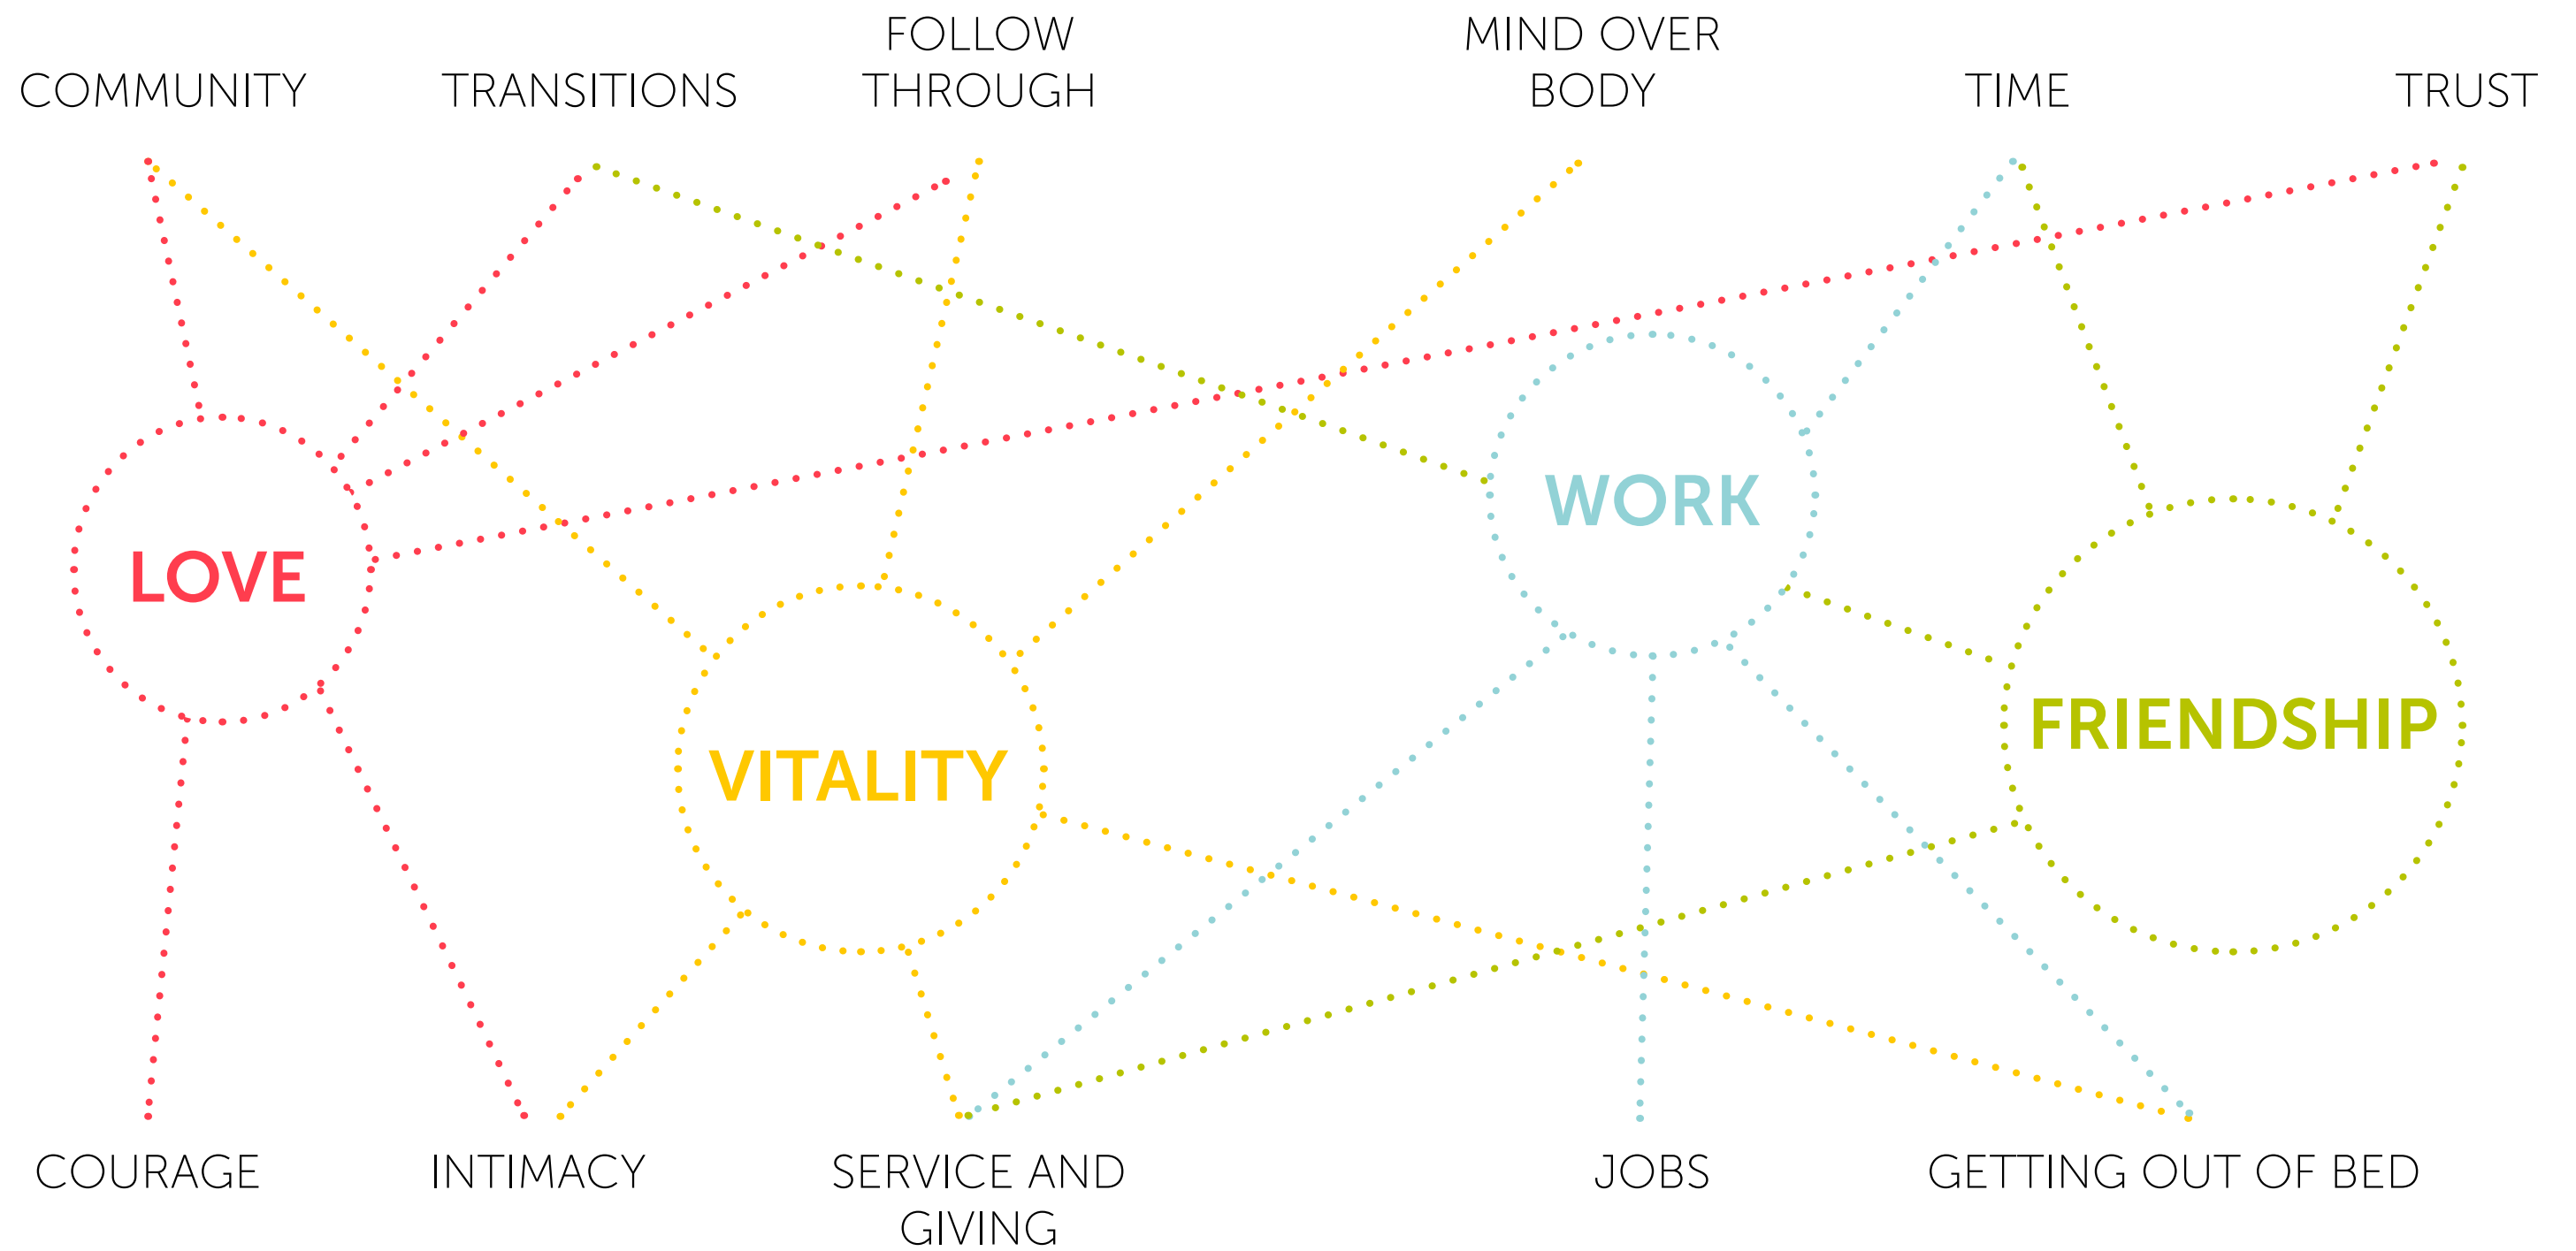 COMMUNITY
TRANSITIONS
FOLLOW
THROUGH
MIND OVER
BODY
TIME
TRUST
LOVE
VITALITY
WORK
FRIENDSHIP
COURAGE
INTIMACY
SERVICE AND
GIVING
JOBS
GETTING OUT OF BED